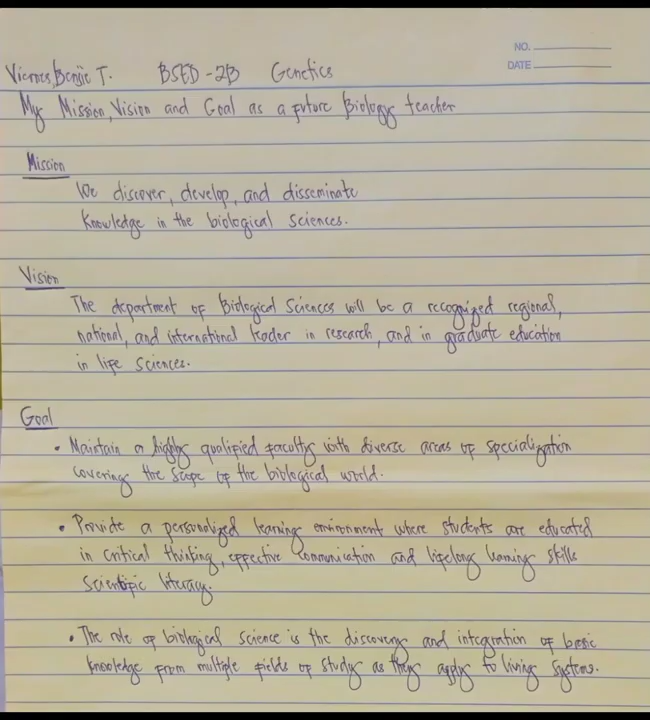 NO.
DATE
Viernes, Benjie T. BSED-2B Genetics
My Mission, Vision and Goal as a future Biology teacher
Mission
We discover, develop, and disseminate
knowledge in the biological sciences.
Vision
The department of Biological Sciences will be a recognized regional,
national, and international leader in research, and in graduate education
in life sciences.
Goal
• Maintain a highly qualified faculty with diverse areas of specialization
covering the scope of the biological world.
• Provide a personalized learning environment where students are educated
in critical thinking, effective communication and lifelong learning skills
scientific literacy.
• The role of biological science is the discovery and integration of basic
knowledge from multiple fields of study as they apply to living systems.